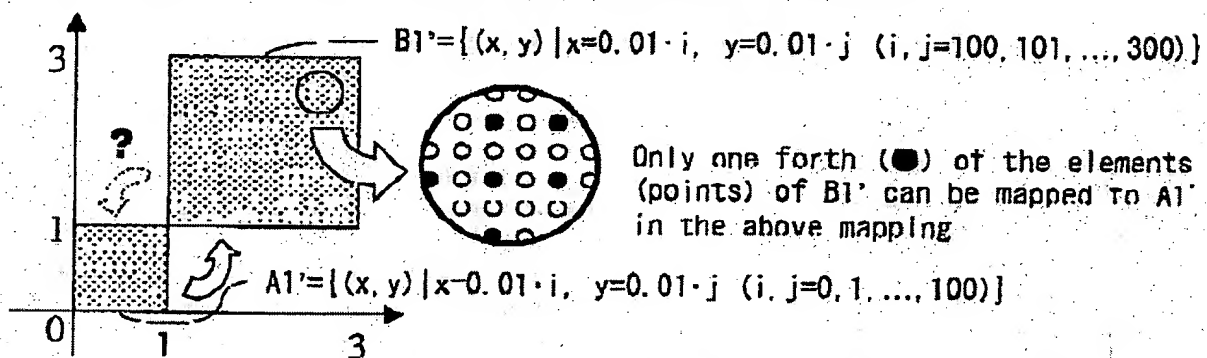 B1'={(x, y)|x=0.01·i, y=0.01·j (i, j=100, 101, ..., 300)}
3
?
Only one forth (●) of the elements
(points) of B1' can be mapped to A1'
in the above mapping
1
A1'={(x, y)|x=0.01·i, y=0.01·j (i, j=0, 1, ..., 100)}
0
1
3